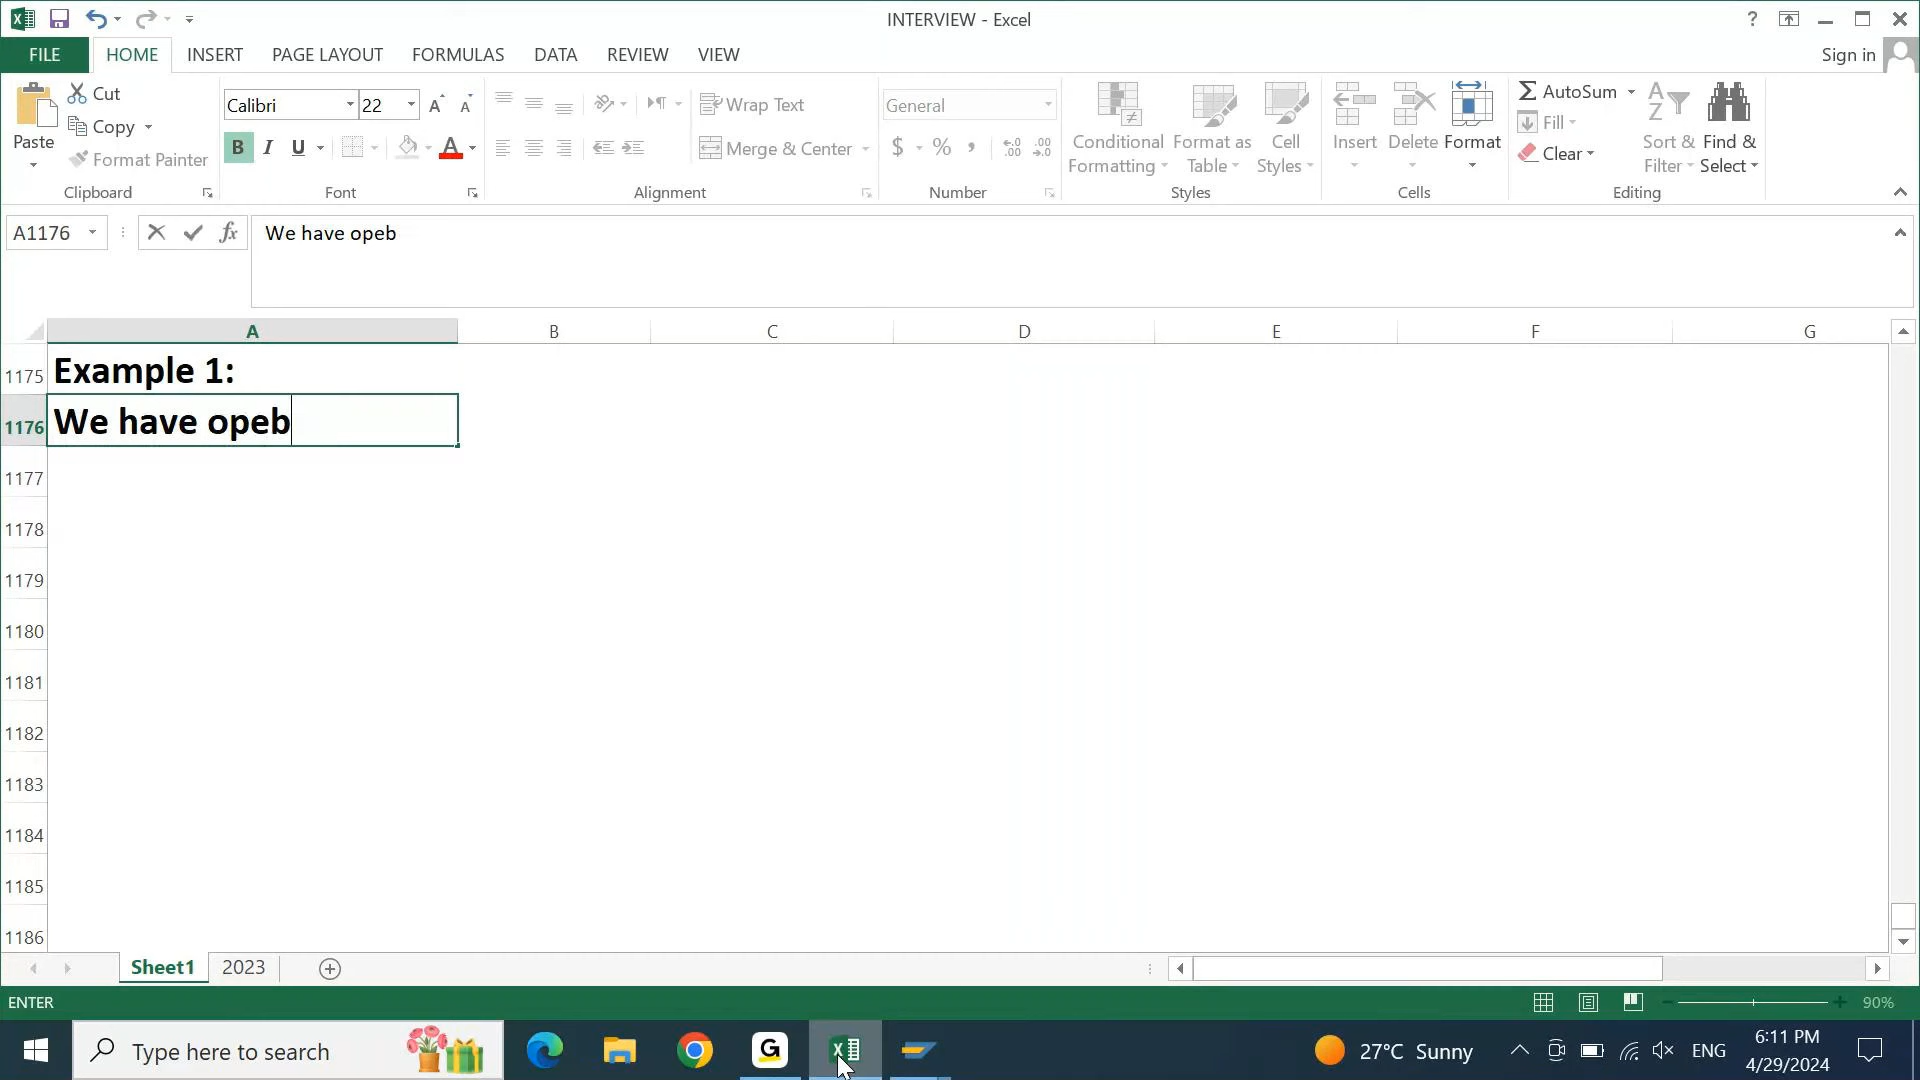 INTERVIEW - Excel
?
FILE HOME INSERT PAGE LAYOUT FORMULAS DATA REVIEW VIEW
Sign in
Paste
Cut
Copy
Format Painter
Clipboard
Calibri 22
B I U A
Font
Wrap Text
Merge & Center
Alignment
General
$ % ,
Number
Conditional Formatting
Format as Table
Cell Styles
Styles
Insert Delete Format
Cells
AutoSum
Fill
Clear
Sort & Filter
Find & Select
Editing
A1176 fx We have opeb
A B C D E F G
1175 Example 1:
1176 We have opeb
1177
1178
1179
1180
1181
1182
1183
1184
1185
1186
Sheet1 2023
ENTER
90%
Type here to search
27°C Sunny
ENG
6:11 PM
4/29/2024